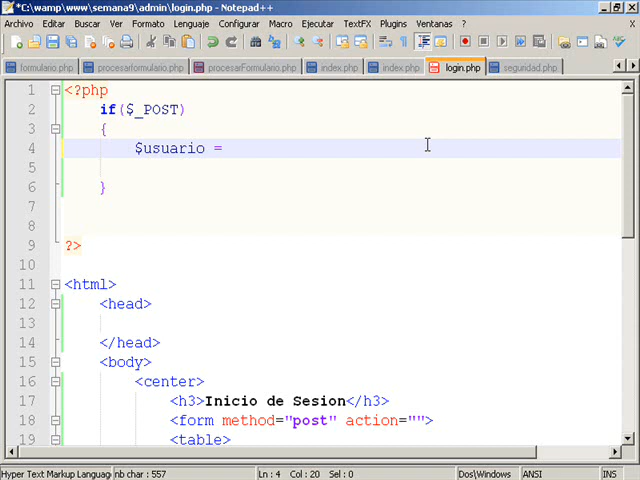 *C:\wamp\www\semana9\admin\login.php - Notepad++
Archivo Editar Buscar Ver Formato Lenguaje Configurar Macro Ejecutar TextFX Plugins Ventanas ?
formulario.php procesarformulario.php procesarFormulario.php index.php index.php login.php seguridad.php
1 <?php
2 if($_POST)
3 {
4 $usuario =
5
6 }
7
8
9 ?>
10
11 <html>
12 <head>
13
14 </head>
15 <body>
16 <center>
17 <h3>Inicio de Sesion</h3>
18 <form method="post" action="">
19 <table>
Hyper Text Markup Languag nb char : 557 Ln : 4 Col : 20 Sel : 0 Dos\Windows ANSI INS